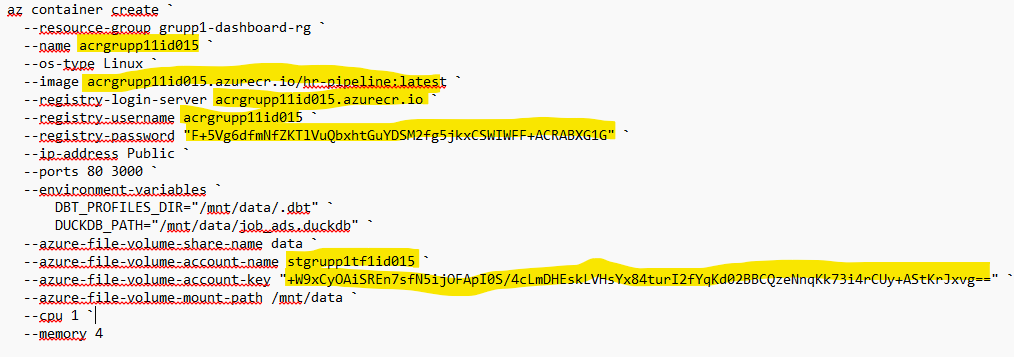 az container create `
--resource-group grupp1-dashboard-rg `
--name acrgrupp11id015 `
--os-type Linux `
--image acrgrupp11id015.azurecr.io/hr-pipeline:latest `
--registry-login-server acrgrupp11id015.azurecr.io `
--registry-username acrgrupp11id015 `
--registry-password "F+5Vg6dfmNfZKTlVuQbxhtGuYDSM2fg5jkxCSWIWFF+ACRABXG1G" `
--ip-address Public `
--ports 80 3000 `
--environment-variables `
DBT_PROFILES_DIR="/mnt/data/.dbt" `
DUCKDB_PATH="/mnt/data/job_ads.duckdb" `
--azure-file-volume-share-name data `
--azure-file-volume-account-name stgrupp1tf1id015 `
--azure-file-volume-account-key "+W9xCyOAiSREn7sfN5ijOFApI0S/4cLmDHEsklVHsYx84turI2fYqKd02BBCQzeNnqKk73i4rCUy+AStKrJxvg==" `
--azure-file-volume-mount-path /mnt/data `
--cpu 1 `
--memory 4